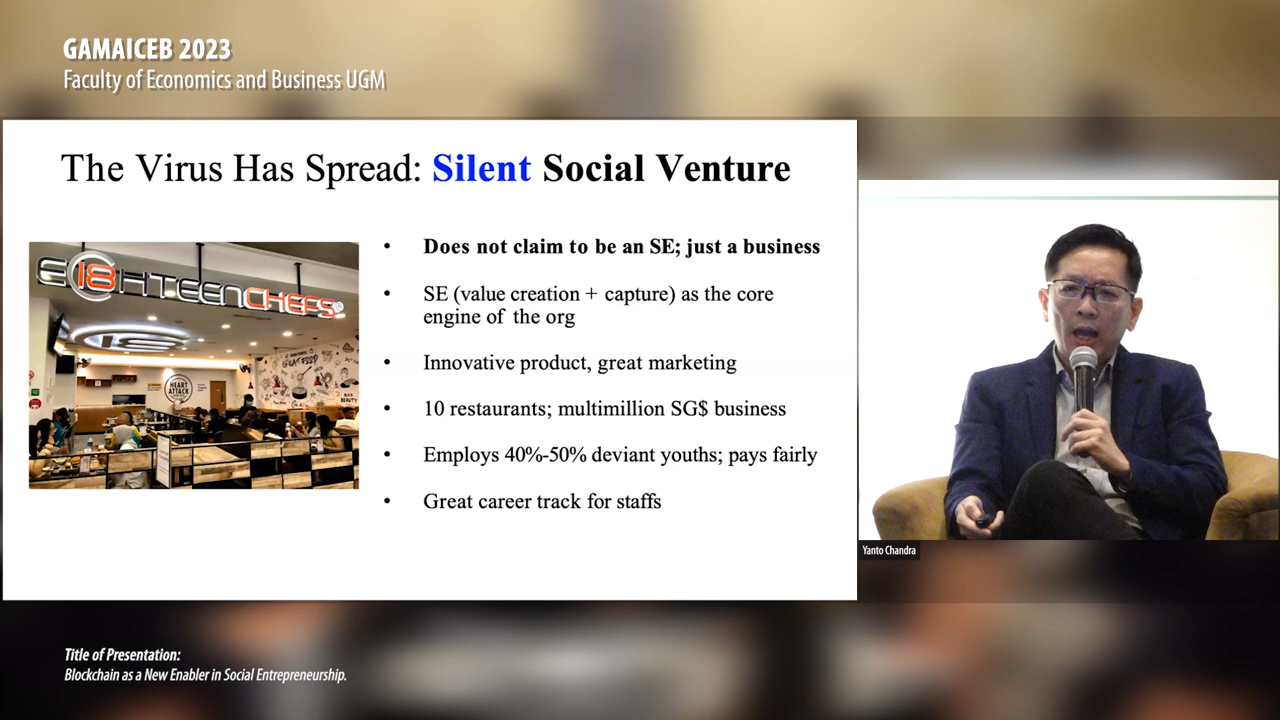 GAMAICEB 2023
Faculty of Economics and Business UGM
The Virus Has Spread: Silent Social Venture
E18HTEENCHEFS
HEART
ATTACK
• Does not claim to be an SE; just a business
• SE (value creation + capture) as the core
engine of the org
• Innovative product, great marketing
• 10 restaurants; multimillion SG$ business
• Employs 40%-50% deviant youths; pays fairly
• Great career track for staffs
Yanto Chandra
Title of Presentation:
Blockchain as a New Enabler in Social Entrepreneurship.